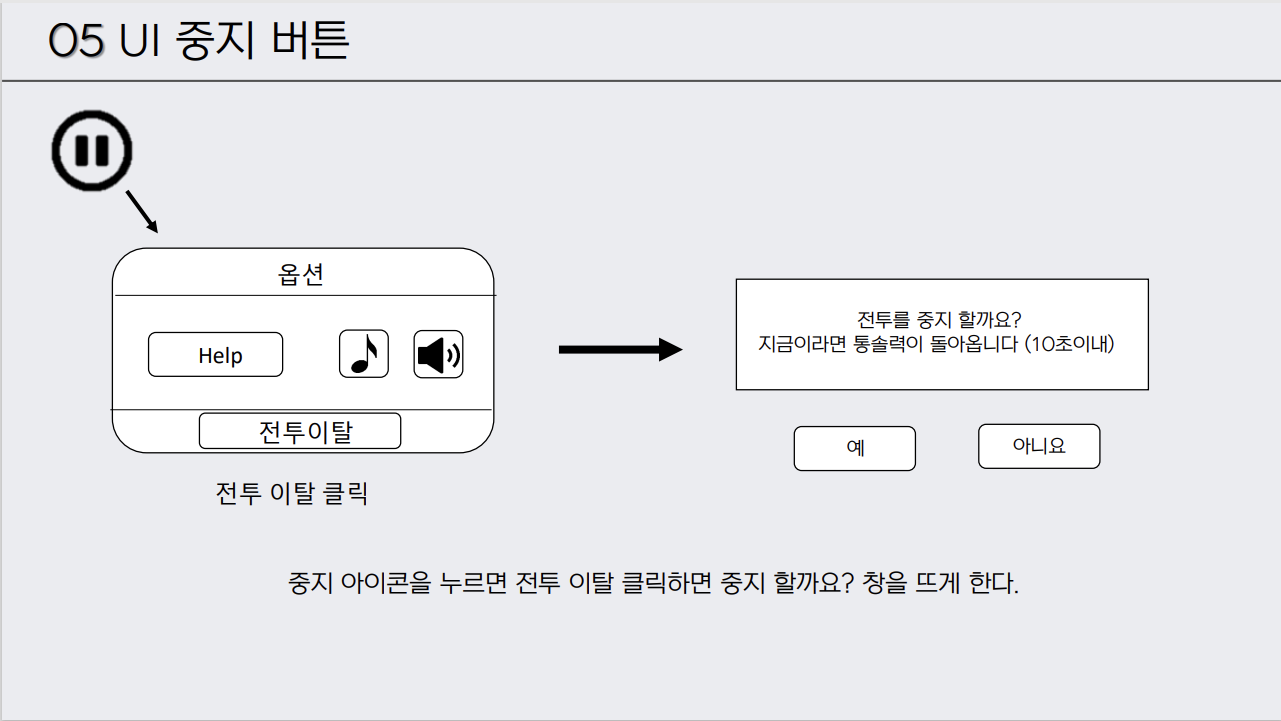 05 UI 중지 버튼
옵션
Help
전투이탈
전투 이탈 클릭
전투를 중지 할까요?
지금이라면 통솔력이 돌아옵니다 (10초이내)
예
아니요
중지 아이콘을 누르면 전투 이탈 클릭하면 중지 할까요? 창을 뜨게 한다.